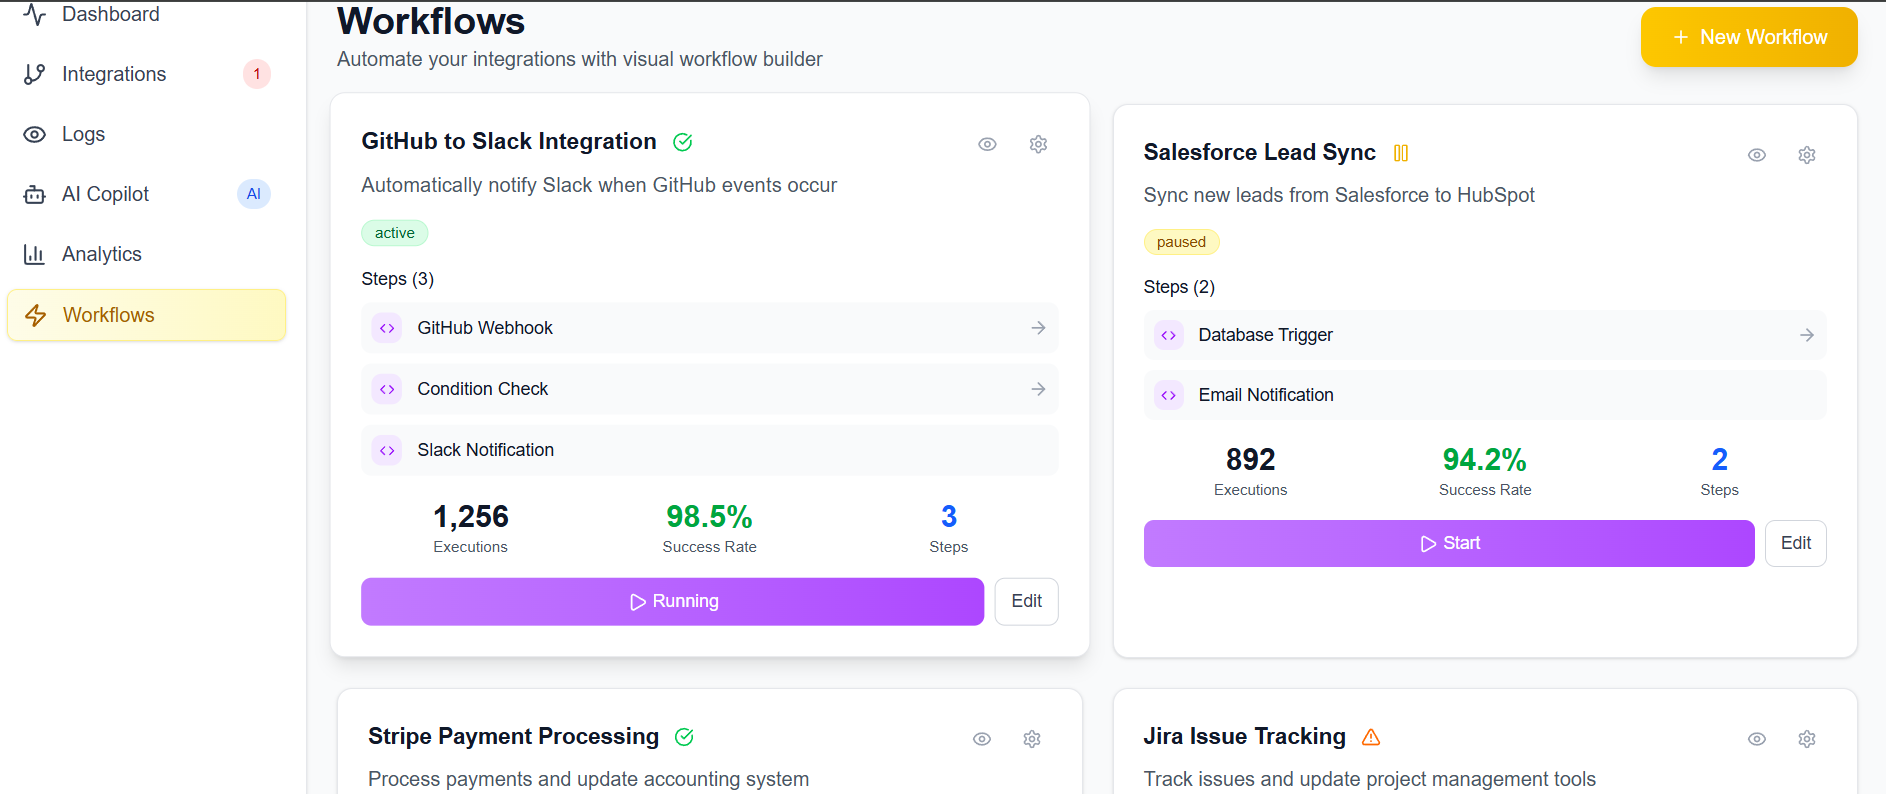 Dashboard
Integrations
1
Logs
AI Copilot
AI
Analytics
Workflows
Workflows
Automate your integrations with visual workflow builder
New Workflow
GitHub to Slack Integration
Automatically notify Slack when GitHub events occur
active
Steps (3)
GitHub Webhook
Condition Check
Slack Notification
1,256
Executions
98.5%
Success Rate
3
Steps
Running
Edit
Salesforce Lead Sync
Sync new leads from Salesforce to HubSpot
paused
Steps (2)
Database Trigger
Email Notification
892
Executions
94.2%
Success Rate
2
Steps
Start
Edit
Stripe Payment Processing
Process payments and update accounting system
Jira Issue Tracking
Track issues and update project management tools